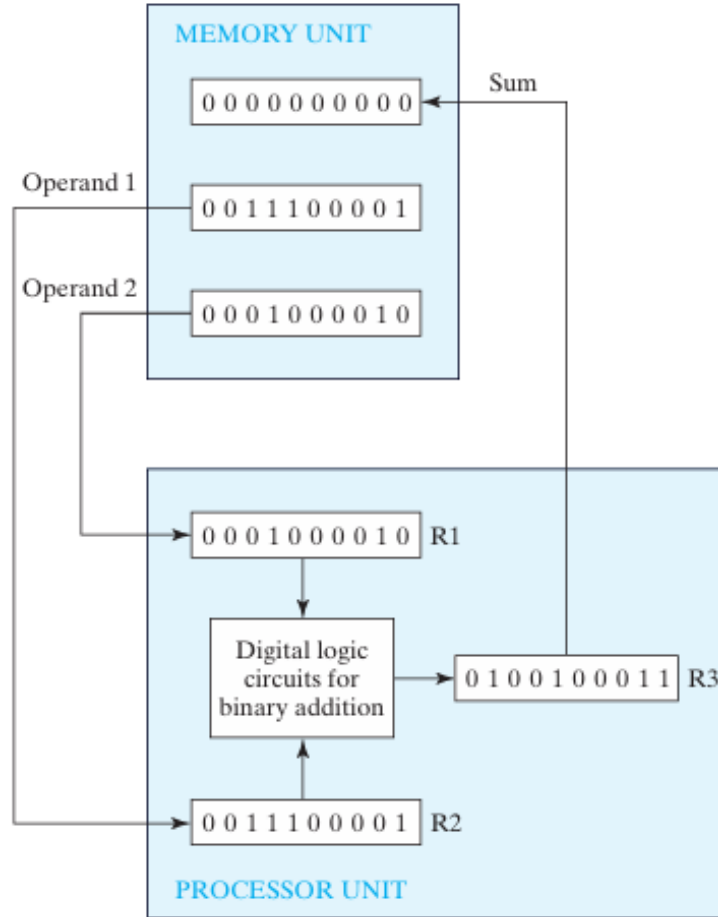 MEMORY UNIT
Sum
0 0 0 0 0 0 0 0 0 0
Operand 1
0 0 1 1 1 0 0 0 0 1
Operand 2
0 0 0 1 0 0 0 0 1 0
0 0 0 1 0 0 0 0 1 0 R1
Digital logic
circuits for
binary addition
0 1 0 0 1 0 0 0 1 1 R3
0 0 1 1 1 0 0 0 0 1 R2
PROCESSOR UNIT